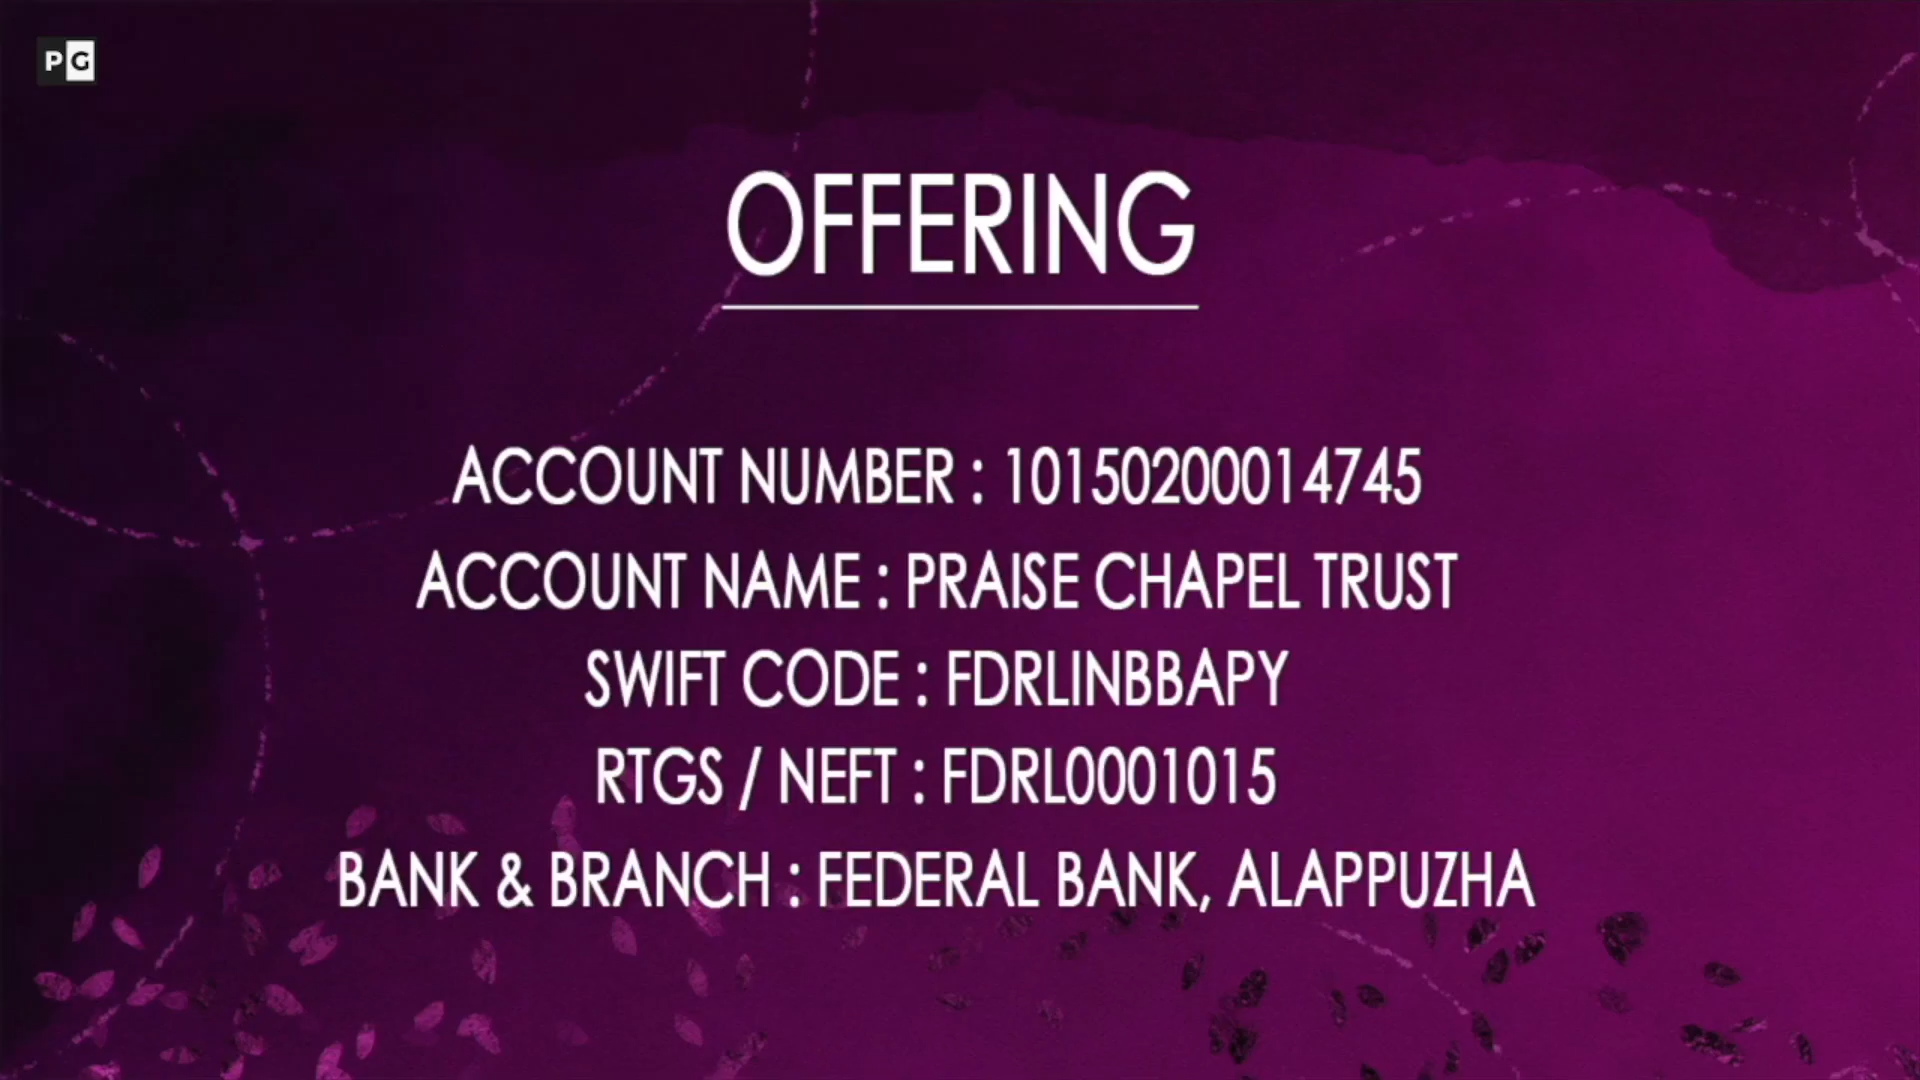 PG
OFFERING
ACCOUNT NUMBER : 10150200014745
ACCOUNT NAME : PRAISE CHAPEL TRUST
SWIFT CODE : FDRLINBBAPY
RTGS / NEFT : FDRL0001015
BANK & BRANCH : FEDERAL BANK, ALAPPUZHA